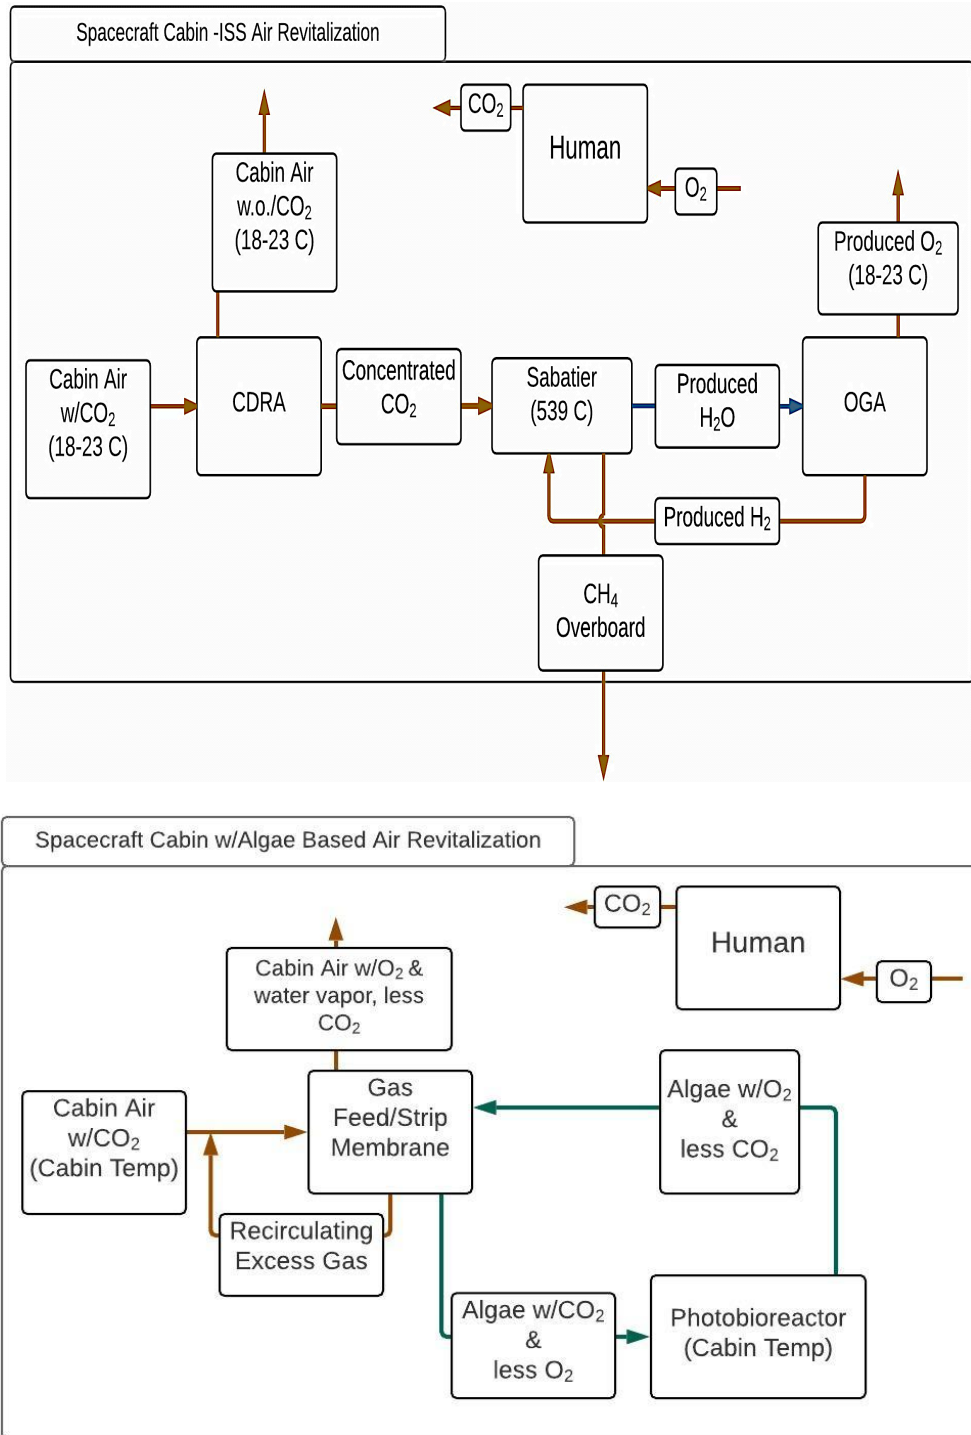 Spacecraft Cabin -ISS Air Revitalization
CO₂
Human
O₂
Cabin Air
w.o./CO₂
(18-23 C)
Produced O₂
(18-23 C)
Cabin Air
w/CO₂
(18-23 C)
CDRA
Concentrated
CO₂
Sabatier
(539 C)
Produced
H₂O
OGA
Produced H₂
CH₄
Overboard
Spacecraft Cabin w/Algae Based Air Revitalization
CO₂
Human
O₂
Cabin Air w/O₂ &
water vapor, less
CO₂
Cabin Air
w/CO₂
(Cabin Temp)
Gas
Feed/Strip
Membrane
Algae w/O₂
&
less CO₂
Recirculating
Excess Gas
Algae w/CO₂
&
less O₂
Photobioreactor
(Cabin Temp)